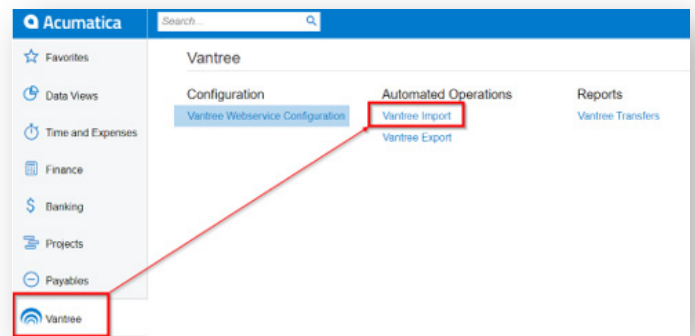 Acumatica
Search...
Favorites
Data Views
Time and Expenses
Finance
Banking
Projects
Payables
Vantree
Vantree
Configuration
Vantree Webservice Configuration
Automated Operations
Vantree Import
Vantree Export
Reports
Vantree Transfers